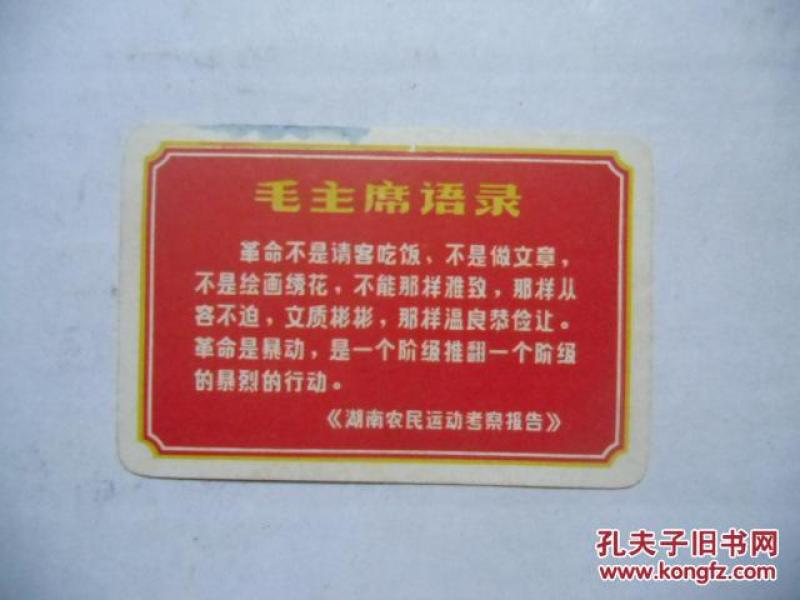 毛主席语录
革命不是请客吃饭、不是做文章，
不是绘画绣花，不能那样雅致，那样从
容不迫，文质彬彬，那样温良恭俭让。
革命是暴动，是一个阶级推翻一个阶级
的暴烈的行动。
《湖南农民运动考察报告》
孔夫子旧书网
www.kongfz.com